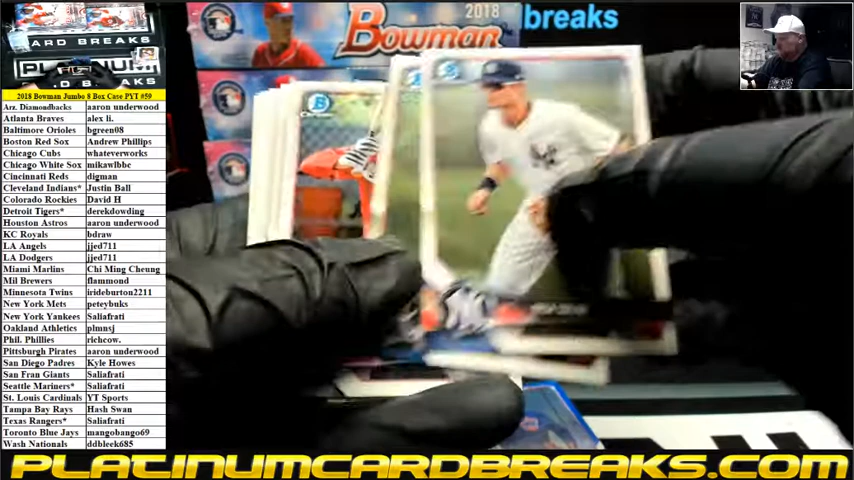 2018
Bowman
breaks
ARD BREAKS
PLATINUM
D BREAKS
2018 Bowman Jumbo 8 Box Case PYT #59
Arz. Diamondbacks aaron underwood
Atlanta Braves alex li.
Baltimore Orioles bgreen08
Boston Red Sox Andrew Phillips
Chicago Cubs whateverworks
Chicago White Sox mikawlbbc
Cincinnati Reds digman
Cleveland Indians* Justin Ball
Colorado Rockies David H
Detroit Tigers* derekdowding
Houston Astros aaron underwood
KC Royals bdraw
LA Angels jjed711
LA Dodgers jjed711
Miami Marlins Chi Ming Cheung
Mil Brewers flammond
Minnesota Twins irideburton2211
New York Mets peteybuks
New York Yankees Saliafrati
Oakland Athletics plmnsj
Phil. Phillies richcow.
Pittsburgh Pirates aaron underwood
San Diego Padres Kyle Howes
San Fran Giants Saliafrati
Seattle Mariners* Saliafrati
St. Louis Cardinals YT Sports
Tampa Bay Rays Hash Swan
Texas Rangers* Saliafrati
Toronto Blue Jays mangobango69
Wash Nationals ddbleek685
PLATINUMCARDBREAKS.COM